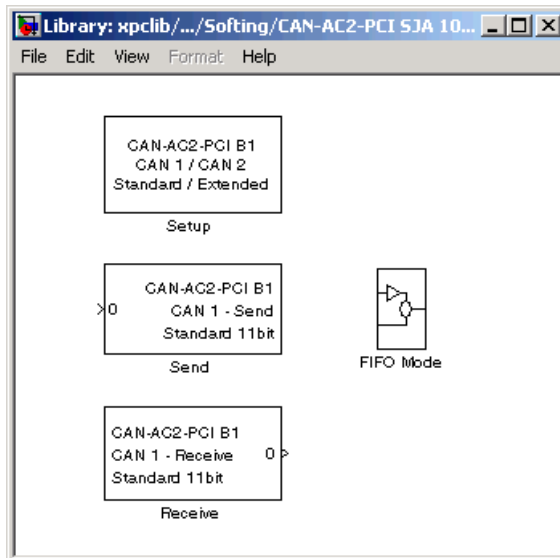 Library: xpclib/.../Softing/CAN-AC2-PCI SJA 10...
File Edit View Format Help
CAN-AC2-PCI B1
CAN 1 / CAN 2
Standard / Extended
Setup
CAN-AC2-PCI B1
0
CAN 1 - Send
Standard 11bit
Send
FIFO Mode
CAN-AC2-PCI B1
CAN 1 - Receive 0
Standard 11bit
Receive